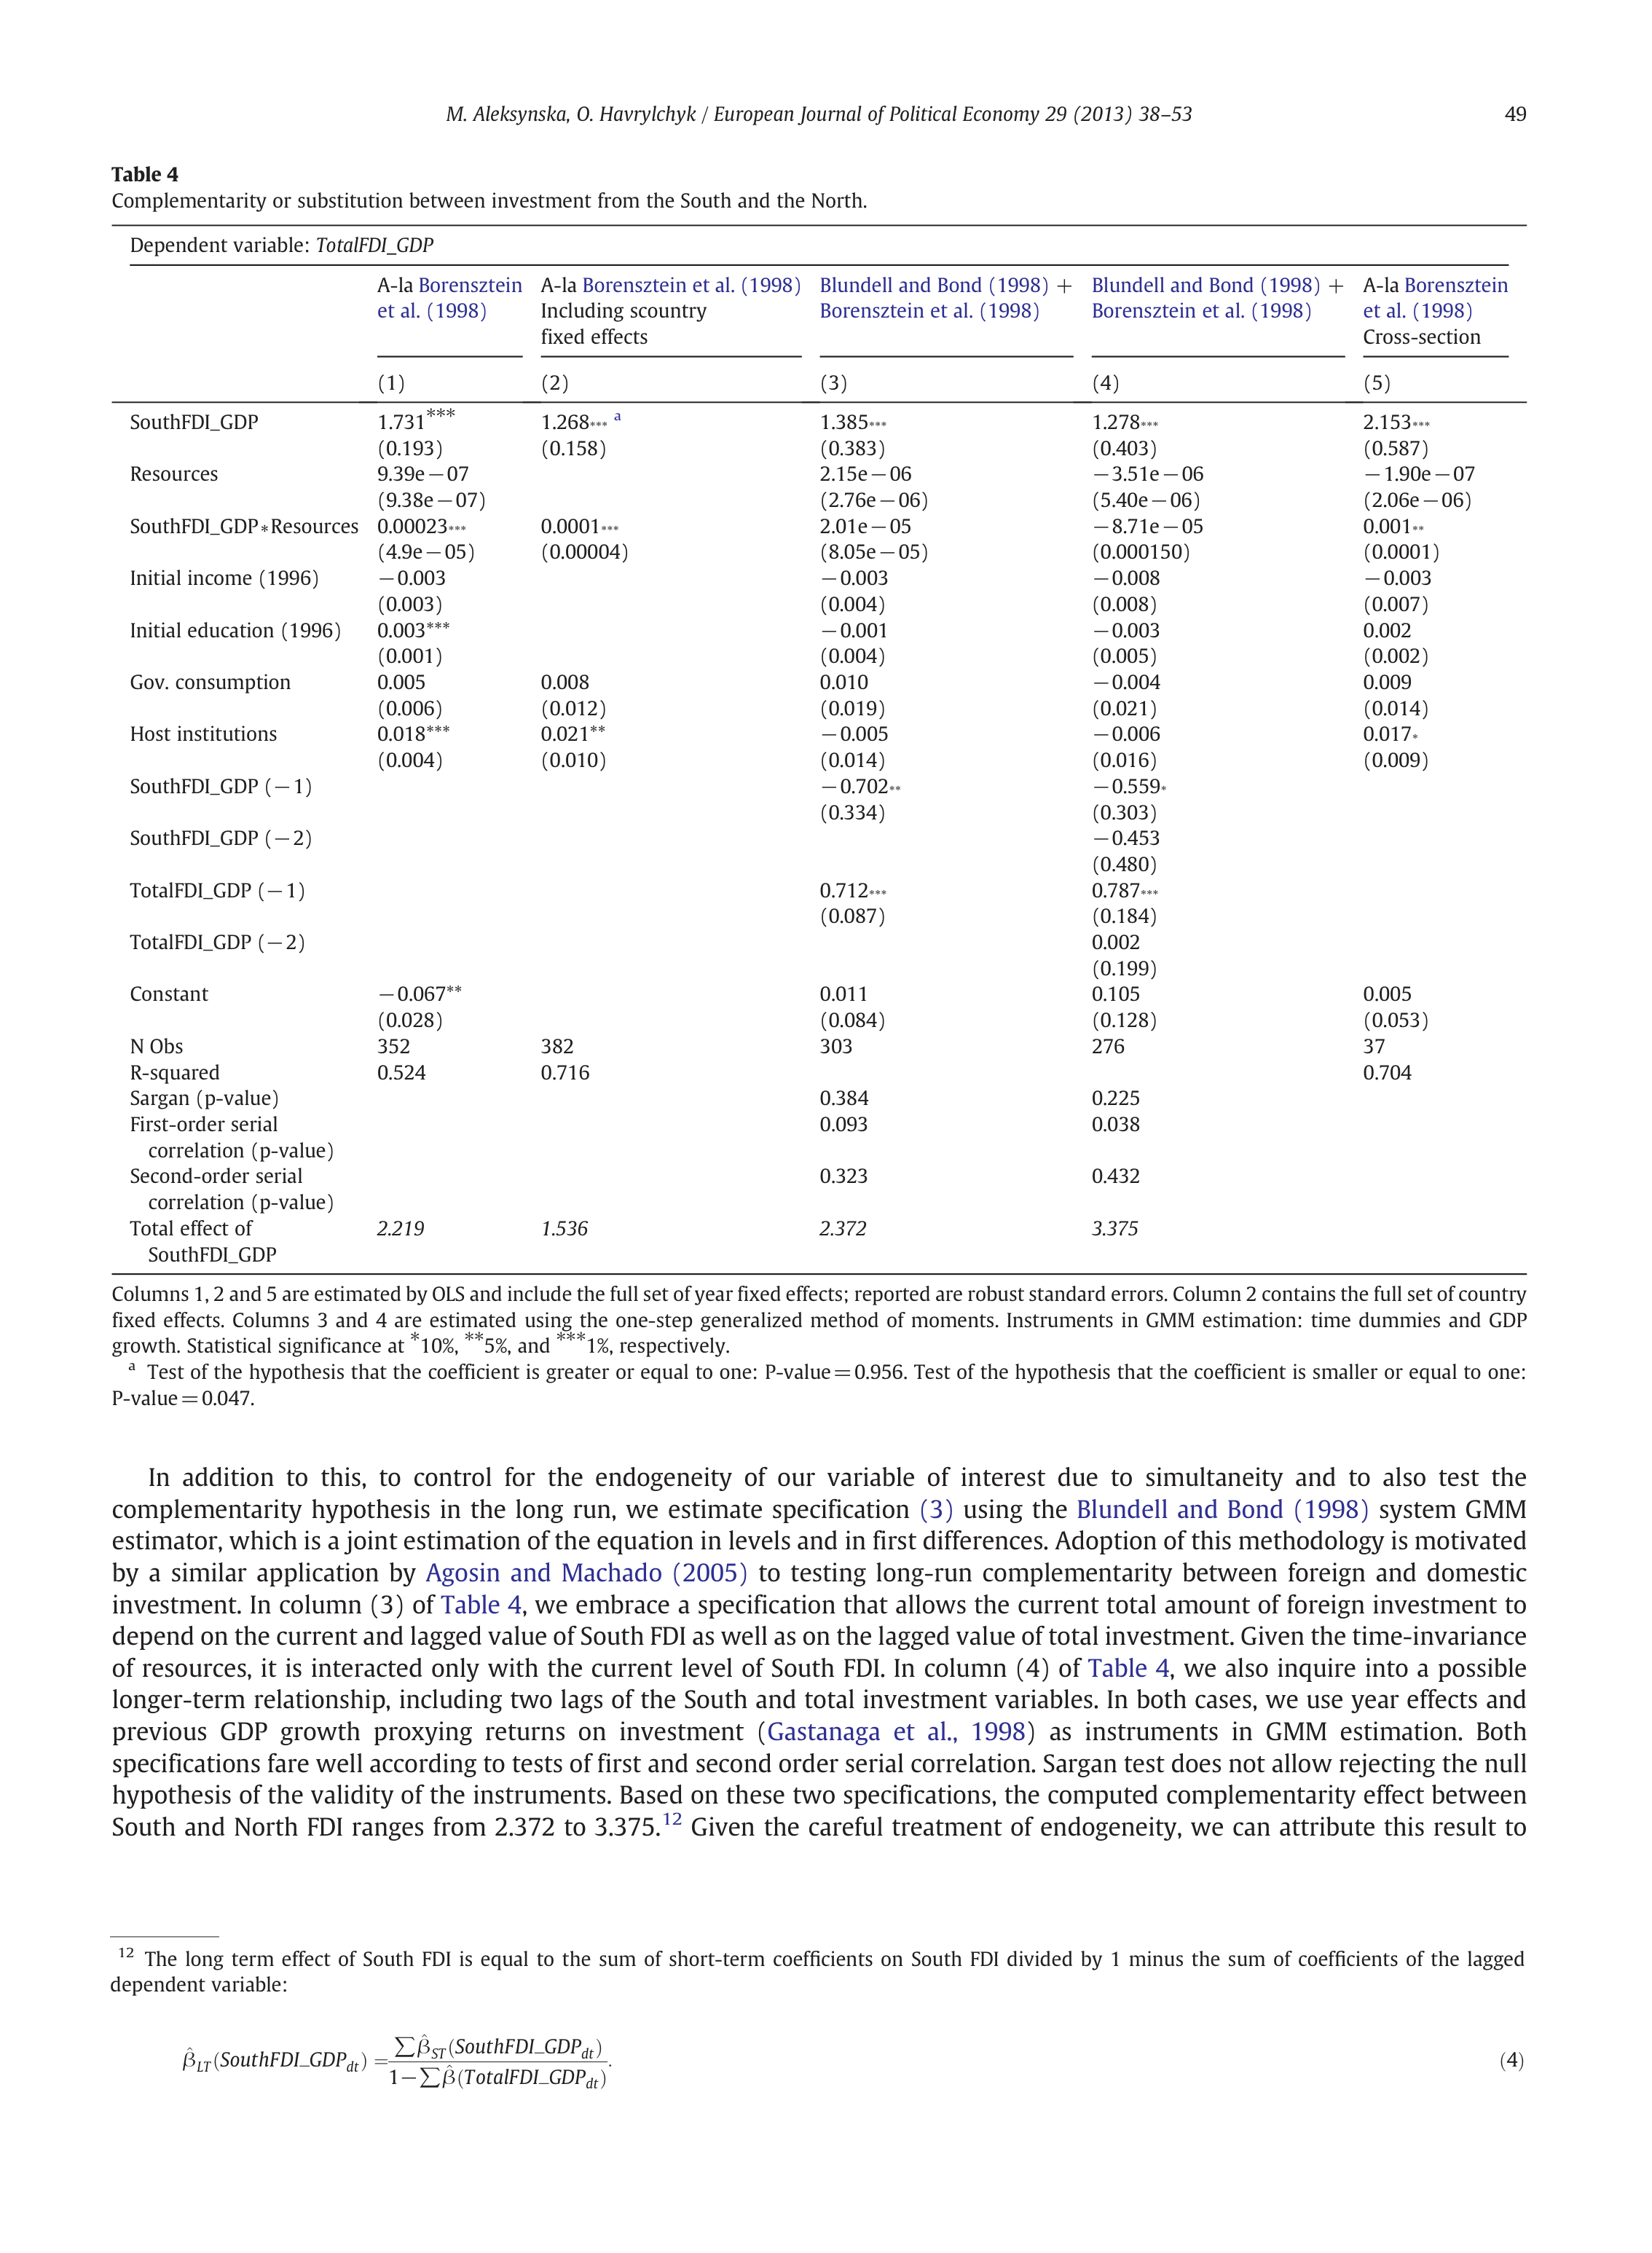 M. Aleksynska, O. Havrylchyk / European Journal of Political Economy 29 (2013) 38–53 49
Table 4
Complementarity or substitution between investment from the South and the North.
Dependent variable: TotalFDI_GDP
A-la Borensztein et al. (1998) A-la Borensztein et al. (1998) Including scountry fixed effects Blundell and Bond (1998) + Borensztein et al. (1998) Blundell and Bond (1998) + Borensztein et al. (1998) A-la Borensztein et al. (1998) Cross-section
(1) (2) (3) (4) (5)
SouthFDI_GDP 1.731*** 1.268*** a 1.385*** 1.278*** 2.153***
(0.193) (0.158) (0.383) (0.403) (0.587)
Resources 9.39e−07 2.15e−06 −3.51e−06 −1.90e−07
(9.38e−07) (2.76e−06) (5.40e−06) (2.06e−06)
SouthFDI_GDP*Resources 0.00023*** 0.0001*** 2.01e−05 −8.71e−05 0.001**
(4.9e−05) (0.00004) (8.05e−05) (0.000150) (0.0001)
Initial income (1996) −0.003 −0.003 −0.008 −0.003
(0.003) (0.004) (0.008) (0.007)
Initial education (1996) 0.003*** −0.001 −0.003 0.002
(0.001) (0.004) (0.005) (0.002)
Gov. consumption 0.005 0.008 0.010 −0.004 0.009
(0.006) (0.012) (0.019) (0.021) (0.014)
Host institutions 0.018*** 0.021** −0.005 −0.006 0.017*
(0.004) (0.010) (0.014) (0.016) (0.009)
SouthFDI_GDP (−1) −0.702** −0.559*
(0.334) (0.303)
SouthFDI_GDP (−2) −0.453
(0.480)
TotalFDI_GDP (−1) 0.712*** 0.787***
(0.087) (0.184)
TotalFDI_GDP (−2) 0.002
(0.199)
Constant −0.067** 0.011 0.105 0.005
(0.028) (0.084) (0.128) (0.053)
N Obs 352 382 303 276 37
R-squared 0.524 0.716 0.704
Sargan (p-value) 0.384 0.225
First-order serial 0.093 0.038
correlation (p-value)
Second-order serial 0.323 0.432
correlation (p-value)
Total effect of 2.219 1.536 2.372 3.375
SouthFDI_GDP
Columns 1, 2 and 5 are estimated by OLS and include the full set of year fixed effects; reported are robust standard errors. Column 2 contains the full set of country
fixed effects. Columns 3 and 4 are estimated using the one-step generalized method of moments. Instruments in GMM estimation: time dummies and GDP
growth. Statistical significance at *10%, **5%, and ***1%, respectively.
a Test of the hypothesis that the coefficient is greater or equal to one: P-value=0.956. Test of the hypothesis that the coefficient is smaller or equal to one:
P-value=0.047.
In addition to this, to control for the endogeneity of our variable of interest due to simultaneity and to also test the
complementarity hypothesis in the long run, we estimate specification (3) using the Blundell and Bond (1998) system GMM
estimator, which is a joint estimation of the equation in levels and in first differences. Adoption of this methodology is motivated
by a similar application by Agosin and Machado (2005) to testing long-run complementarity between foreign and domestic
investment. In column (3) of Table 4, we embrace a specification that allows the current total amount of foreign investment to
depend on the current and lagged value of South FDI as well as on the lagged value of total investment. Given the time-invariance
of resources, it is interacted only with the current level of South FDI. In column (4) of Table 4, we also inquire into a possible
longer-term relationship, including two lags of the South and total investment variables. In both cases, we use year effects and
previous GDP growth proxying returns on investment (Gastanaga et al., 1998) as instruments in GMM estimation. Both
specifications fare well according to tests of first and second order serial correlation. Sargan test does not allow rejecting the null
hypothesis of the validity of the instruments. Based on these two specifications, the computed complementarity effect between
South and North FDI ranges from 2.372 to 3.375.12 Given the careful treatment of endogeneity, we can attribute this result to
12 The long term effect of South FDI is equal to the sum of short-term coefficients on South FDI divided by 1 minus the sum of coefficients of the lagged
dependent variable:
β̂LT(SouthFDI_GDPdt) = ∑β̂ST(SouthFDI_GDPdt) / 1−∑β̂(TotalFDI_GDPdt). (4)